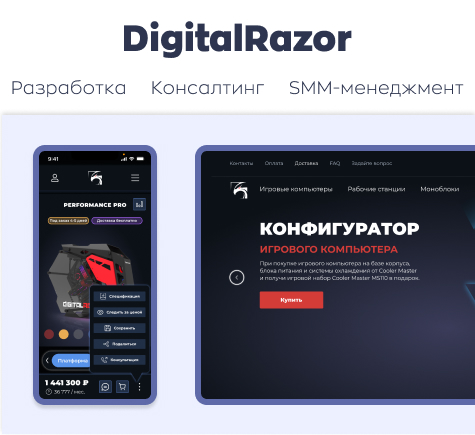 DigitalRazor
Разработка Консалтинг SMM-менеджмент
9:41
PERFORMANCE PRO
Под заказ 4-5 дней Доставка бесплатно
DIGITAL
Спецификация
Следить за ценой
Сохранить
Поделиться
Консультация
Платформа
1 441 300 ₽
36 777 / мес.
Контакты Оплата Доставка FAQ Задайте вопрос
Игровые компьютеры Рабочие станции Моноблоки
КОНФИГУРАТОР
ИГРОВОГО КОМПЬЮТЕРА
При покупке игрового компьютера на базе корпуса,
блока питания и системы охлаждения от Cooler Master
и получи игровой набор Cooler Master MS110 в подарок.
Купить